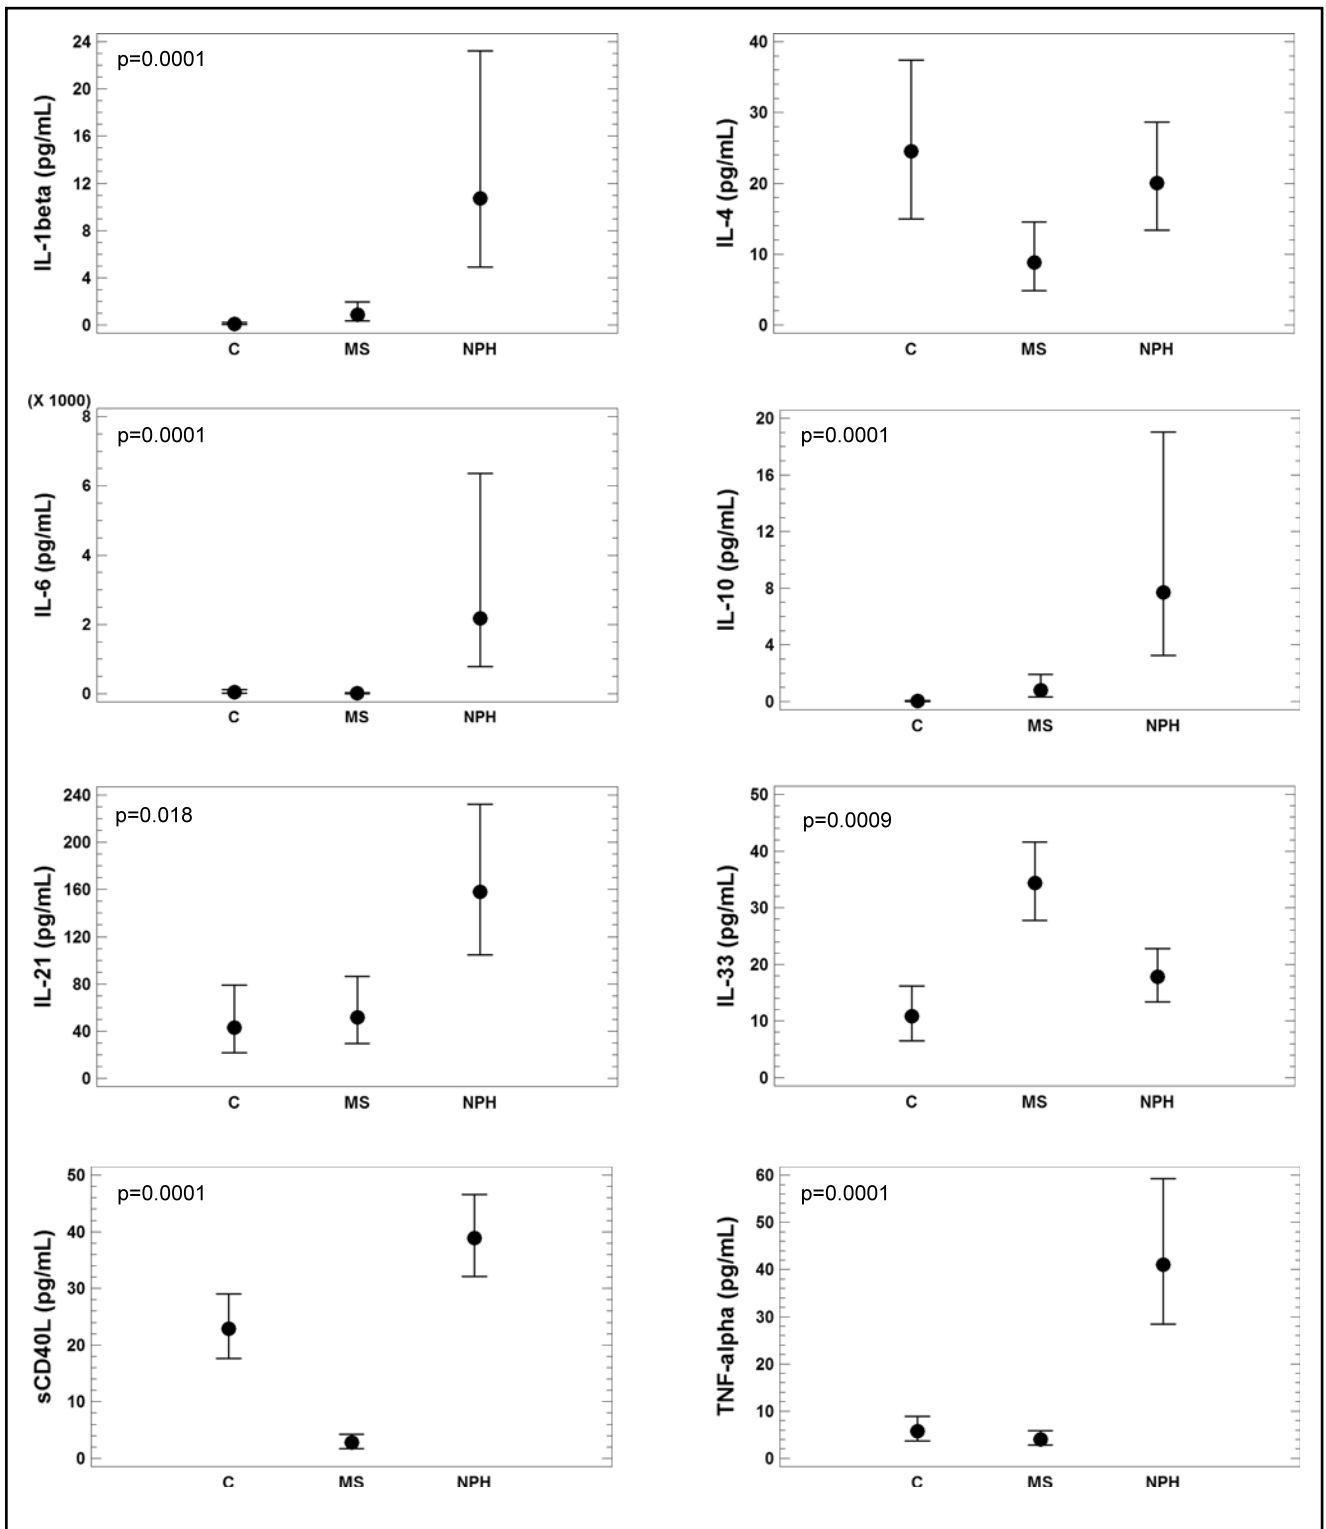 IL-1beta (pg/mL)
24
20
16
12
8
4
0
p=0.0001
C MS NPH
IL-4 (pg/mL)
40
30
20
10
0
C MS NPH
(X 1000)
IL-6 (pg/mL)
8
6
4
2
0
p=0.0001
C MS NPH
IL-10 (pg/mL)
20
16
12
8
4
0
p=0.0001
C MS NPH
IL-21 (pg/mL)
240
200
160
120
80
40
0
p=0.018
C MS NPH
IL-33 (pg/mL)
50
40
30
20
10
0
p=0.0009
C MS NPH
sCD40L (pg/mL)
50
40
30
20
10
0
p=0.0001
C MS NPH
TNF-alpha (pg/mL)
60
50
40
30
20
10
0
p=0.0001
C MS NPH